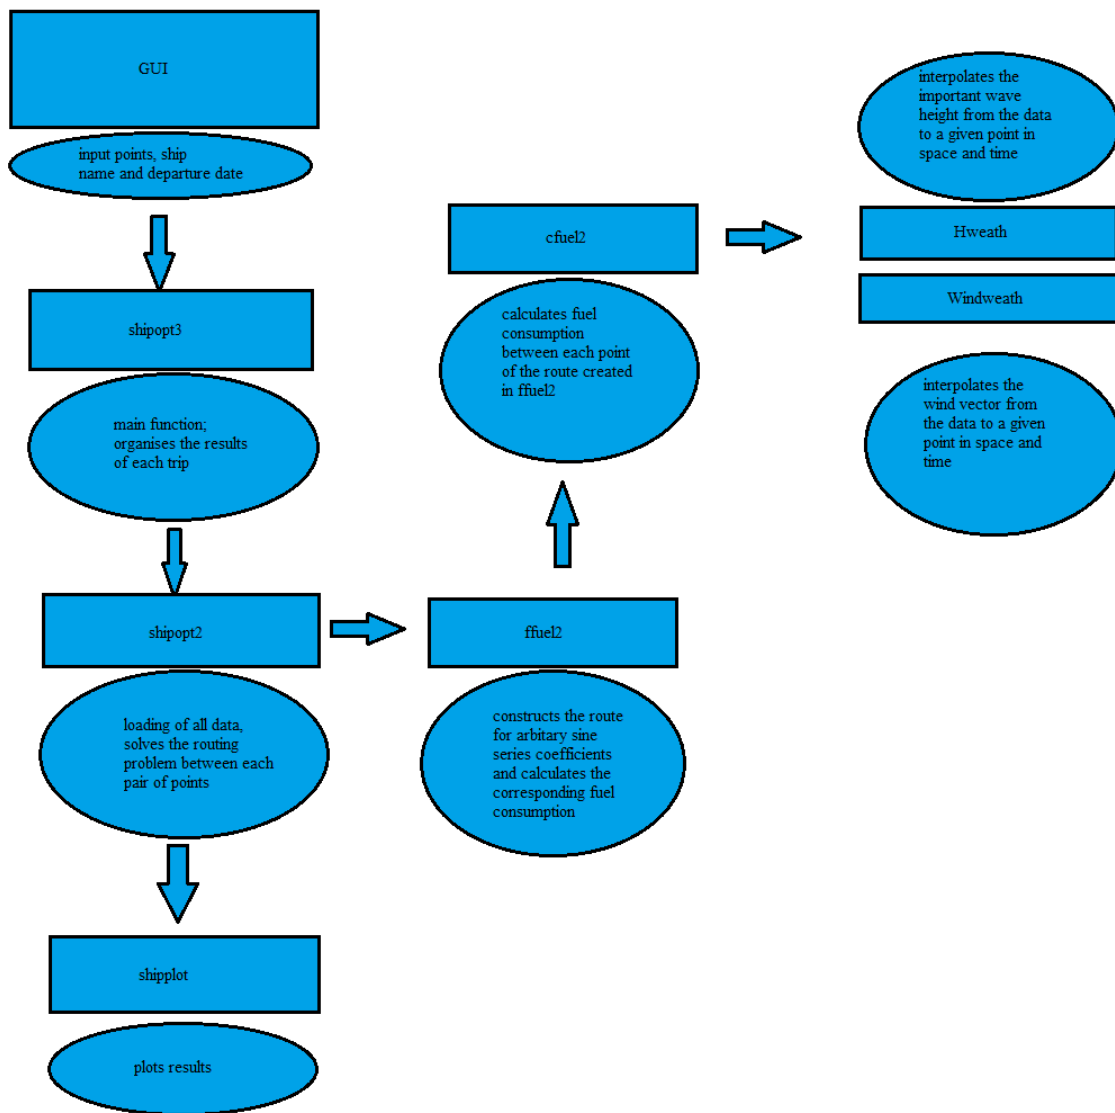 GUI
input points, ship
name and departure date
shipopt3
main function;
organises the results
of each trip
shipopt2
loading of all data,
solves the routing
problem between each
pair of points
shipplot
plots results
ffuel2
constructs the route
for arbitary sine
series coefficients
and calculates the
corresponding fuel
consumption
cfuel2
calculates fuel
consumption
between each point
of the route created
in ffuel2
interpolates the
important wave
height from the data
to a given point in
space and time
Hweath
Windweath
interpolates the
wind vector from
the data to a given
point in space and
time